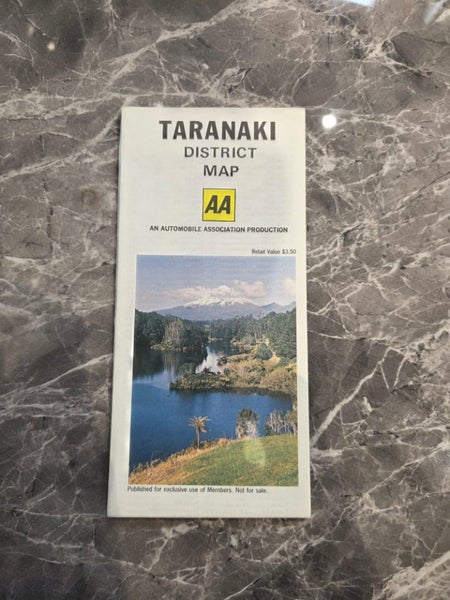 TARANAKI
DISTRICT
MAP
AA
AN AUTOMOBILE ASSOCIATION PRODUCTION
Retail Value $3.50
Published for exclusive use of Members. Not for sale.